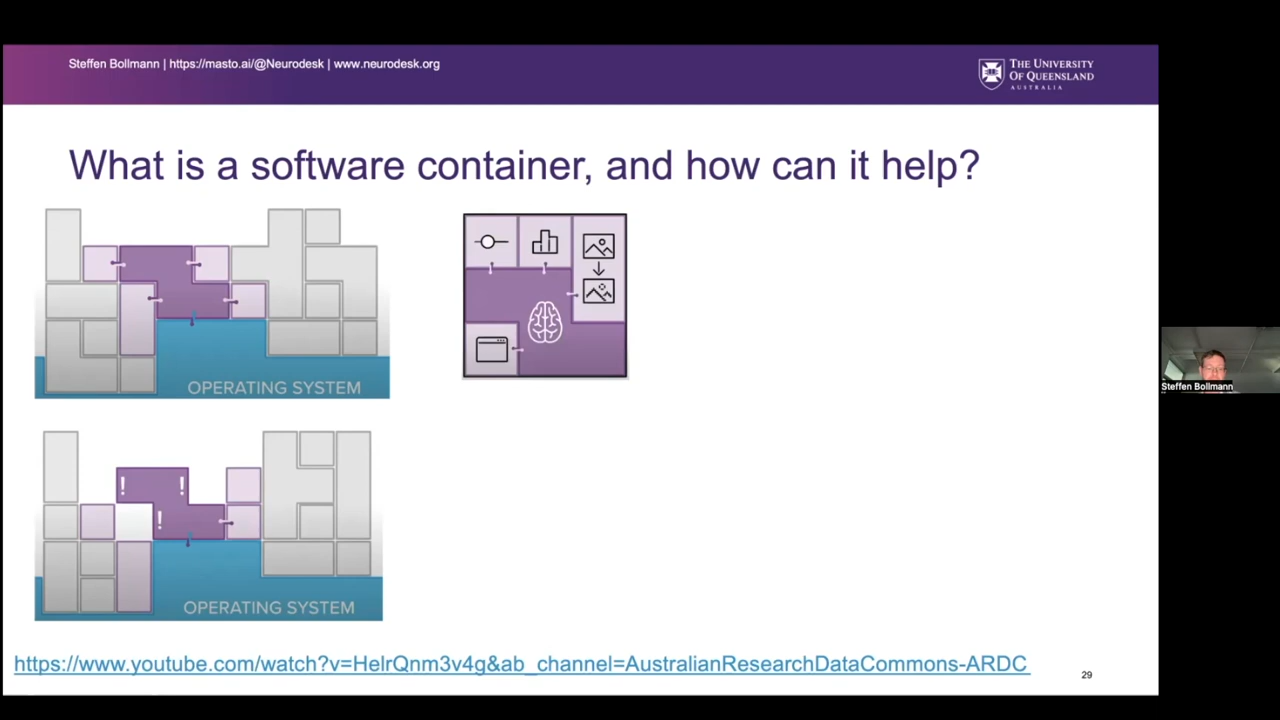 Steffen Bollmann | https://masto.ai/@Neurodesk | www.neurodesk.org
THE UNIVERSITY
OF QUEENSLAND
AUSTRALIA
What is a software container, and how can it help?
OPERATING SYSTEM
! !
!
OPERATING SYSTEM
Steffen Bollmann
https://www.youtube.com/watch?v=HelrQnm3v4g&ab_channel=AustralianResearchDataCommons-ARDC
29